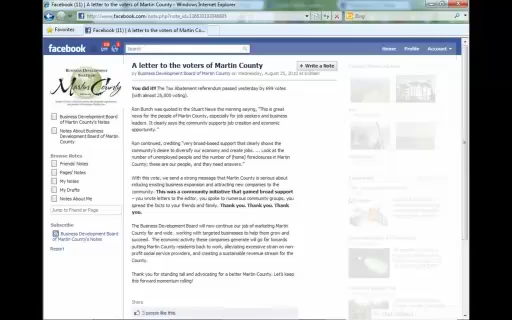 Facebook (11) | A letter to the voters of Martin County - Windows Internet Explorer
Bing
Favorites
Facebook (11) | A letter to the voters of Martin C...
facebook
Search
Home Profile Account
Business Development
Martin County
Business Development Board
of Martin County's Notes
Notes About Business
Development Board of Martin
County
Browse Notes
Friends' Notes
Pages' Notes
My Notes
My Drafts
Notes About Me
Jump to Friend or Page
Subscribe
Business Development Board
of Martin County's Notes
Report
A letter to the voters of Martin County
+ Write a Note
by Business Development Board of Martin County on Wednesday, August 25, 2010
You did it! The Tax Abatement referendum passed yesterday by 699 votes
(with almost 25,800 voting).
Ron Bunch was quoted in the Stuart News the morning saying, "This is great
news for the people of Martin County, especially for job seekers and business
leaders. It clearly says the community supports job creation and economic
opportunity."
Ron continued, crediting "very broad-based support that clearly shows the
community's desire to diversify our economy and create jobs. ... Look at the
number of unemployed people and the number of [home] foreclosures in Martin
County; these are our people, and they need answers."
With this vote, we send a strong message that Martin County is serious about
inducing existing business expansion and attracting new companies to the
community. This was a community initiative that gained broad support
– you wrote letters to the editor, you spoke to numerous community groups, you
spread the facts to your friends and family. Thank you. Thank you. Thank
you.
The Business Development Board will now continue our job of marketing Martin
County far and wide, working with targeted businesses to help them grow and
succeed. The economic activity these companies generate will go far towards
putting Martin County residents back to work, alleviating excessive strain on non-
profit social service providers, and creating a sustainable revenue stream for the
County.
Thank you for standing tall and advocating for a better Martin County. Let's keep
this forward momentum rolling!
Share
3 people like this.